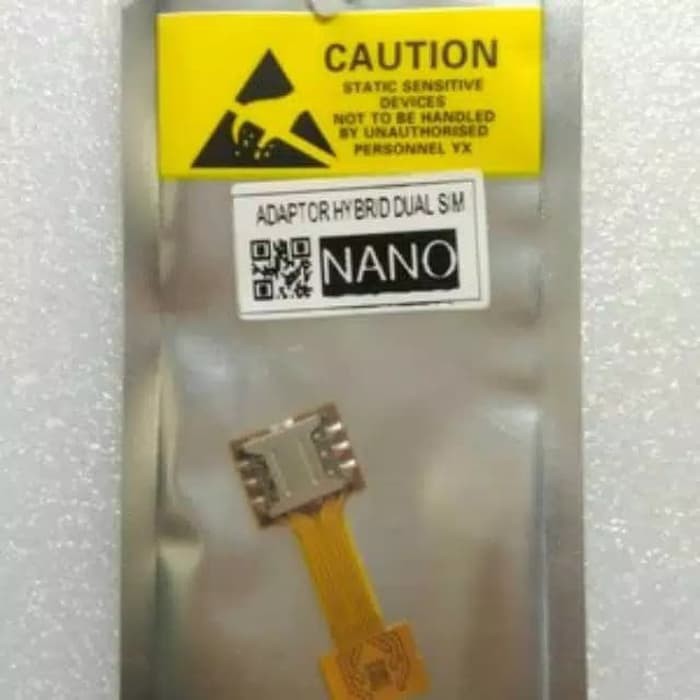 CAUTION
STATIC SENSITIVE
DEVICES
NOT TO BE HANDLED
BY UNAUTHORISED
PERSONNEL YX
ADAPTOR HYBRID DUAL SIM
NANO